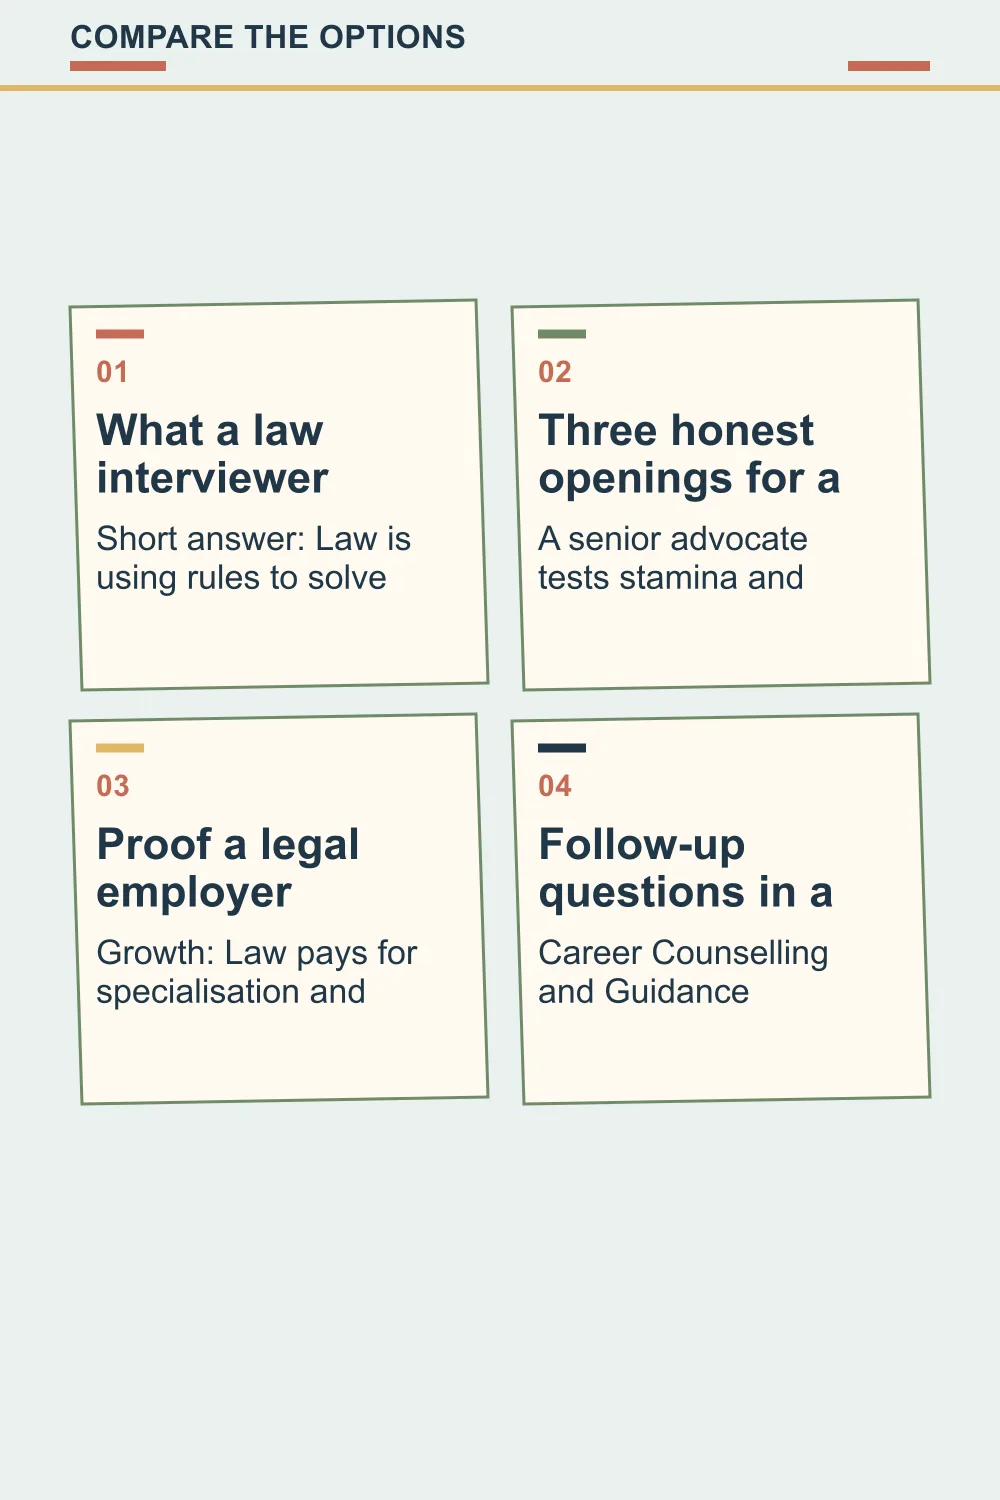 COMPARE THE OPTIONS
01
What a law
interviewer
Short answer: Law is
using rules to solve
02
Three honest
openings for a
A senior advocate
tests stamina and
03
Proof a legal
employer
Growth: Law pays for
specialisation and
04
Follow-up
questions in a
Career Counselling
and Guidance